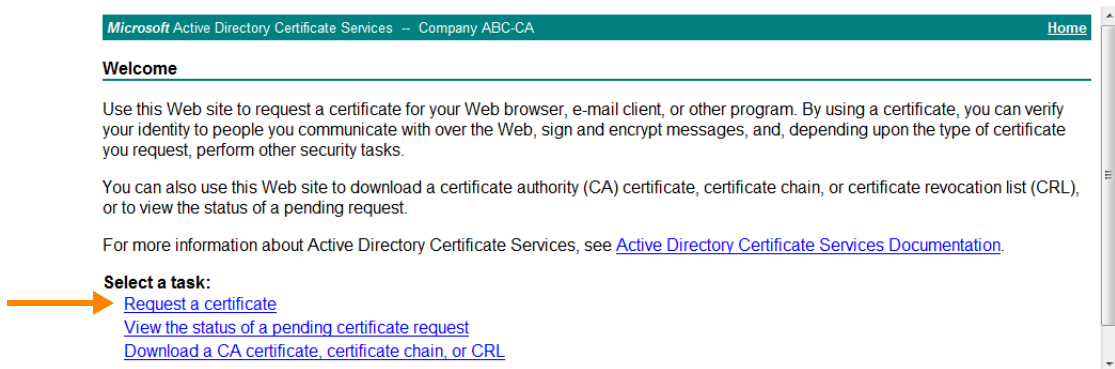 Microsoft Active Directory Certificate Services -- Company ABC-CA Home
Welcome
Use this Web site to request a certificate for your Web browser, e-mail client, or other program. By using a certificate, you can verify
your identity to people you communicate with over the Web, sign and encrypt messages, and, depending upon the type of certificate
you request, perform other security tasks.
You can also use this Web site to download a certificate authority (CA) certificate, certificate chain, or certificate revocation list (CRL),
or to view the status of a pending request.
For more information about Active Directory Certificate Services, see Active Directory Certificate Services Documentation.
Select a task:
Request a certificate
View the status of a pending certificate request
Download a CA certificate, certificate chain, or CRL